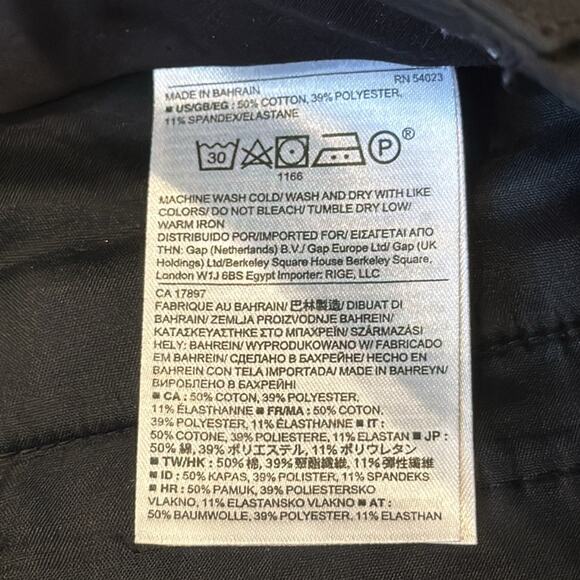 MADE IN BAHRAIN RN 54023
■ US/GB/EG : 50% COTTON, 39% POLYESTER,
11% SPANDEX/ELASTANE
30 P ®
1166
MACHINE WASH COLD/ WASH AND DRY WITH LIKE
COLORS/ DO NOT BLEACH/ TUMBLE DRY LOW/
WARM IRON
DISTRIBUIDO POR/IMPORTED FOR/ ΕΙΣΑΓΕΤΑΙ ΑΠΟ
ΤΗΝ: Gap (Netherlands) B.V./ Gap Europe Ltd/ Gap (UK
Holdings) Ltd/Berkeley Square House Berkeley Square,
London W1J 6BS Egypt Importer: RIGE, LLC
CA 17897
FABRIQUE AU BAHRAIN/ 巴林製造/ DIBUAT DI
BAHRAIN/ ZEMLJA PROIZVODNJE BAHREIN/
ΚΑΤΑΣΚΕΥΑΣΤΗΚΕ ΣΤΟ ΜΠΑΧΡΕΙΝ/ SZÁRMAZÁSI
HELY: BAHREIN/ WYPRODUKOWANO W/ FABRICADO
EM BAHREIN/ СДЕЛАНО В БАХРЕЙНЕ/ HECHO EN
BAHREIN CON TELA IMPORTADA/ MADE IN BAHREYN/
ВИРОБЛЕНО В БАХРЕЙНІ
■ CA : 50% COTON, 39% POLYESTER,
11% ÉLASTHANNE ■ FR/MA : 50% COTON,
39% POLYESTER, 11% ÉLASTHANNE ■ IT :
50% COTONE, 39% POLIESTERE, 11% ELASTAN ■ JP :
50% 綿, 39% ポリエステル, 11% ポリウレタン
■ TW/HK : 50% 棉, 39% 聚酯纖維, 11% 彈性纖維
■ ID : 50% KAPAS, 39% POLISTER, 11% SPANDEKS
■ HR : 50% PAMUK, 39% POLIESTERSKO
VLAKNO, 11% ELASTANSKO VLAKNO ■ AT :
50% BAUMWOLLE, 39% POLYESTER, 11% ELASTHAN